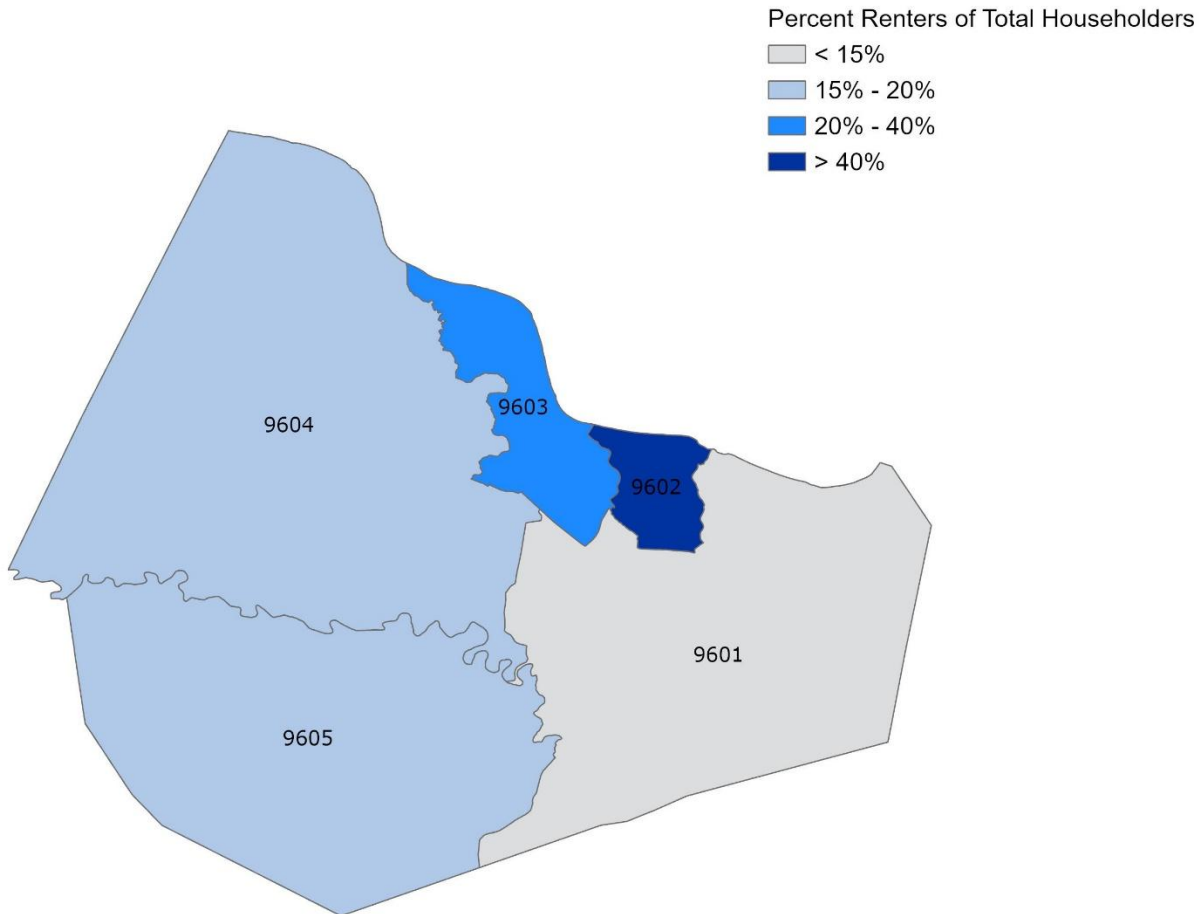 Percent Renters of Total Householders
< 15%
15% - 20%
20% - 40%
> 40%
9604
9603
9602
9601
9605